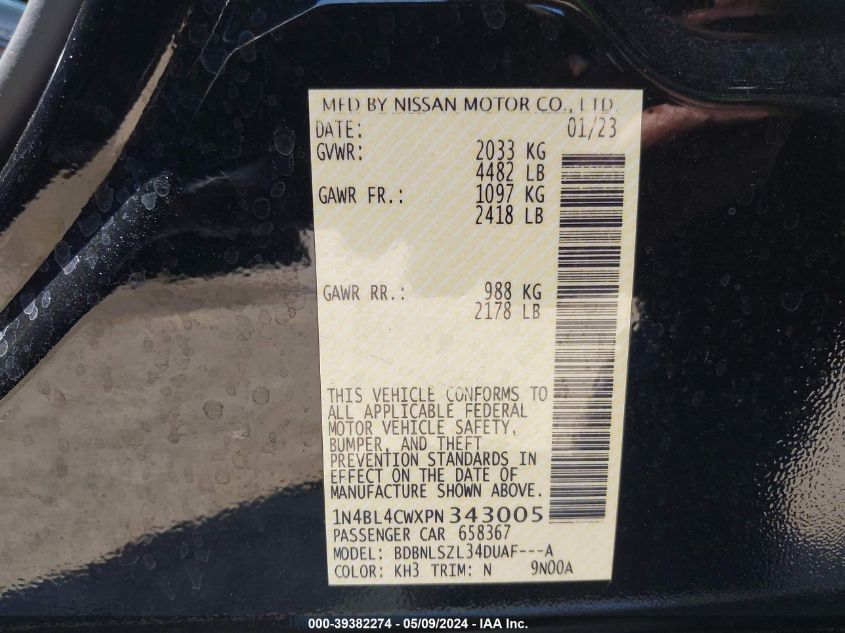 MFD BY NISSAN MOTOR CO., LTD.
DATE: 01/23
GVWR: 2033 KG
4482 LB
GAWR FR.: 1097 KG
2418 LB
GAWR RR.: 988 KG
2178 LB
THIS VEHICLE CONFORMS TO
ALL APPLICABLE FEDERAL
MOTOR VEHICLE SAFETY,
BUMPER, AND THEFT
PREVENTION STANDARDS IN
EFFECT ON THE DATE OF
MANUFACTURE SHOWN ABOVE.
1N4BL4CWXPN343005
PASSENGER CAR 658367
MODEL: BDBNLSZL34DUAF---A
COLOR: KH3 TRIM: N 9N00A
000-39382274 - 05/09/2024 - IAA Inc.